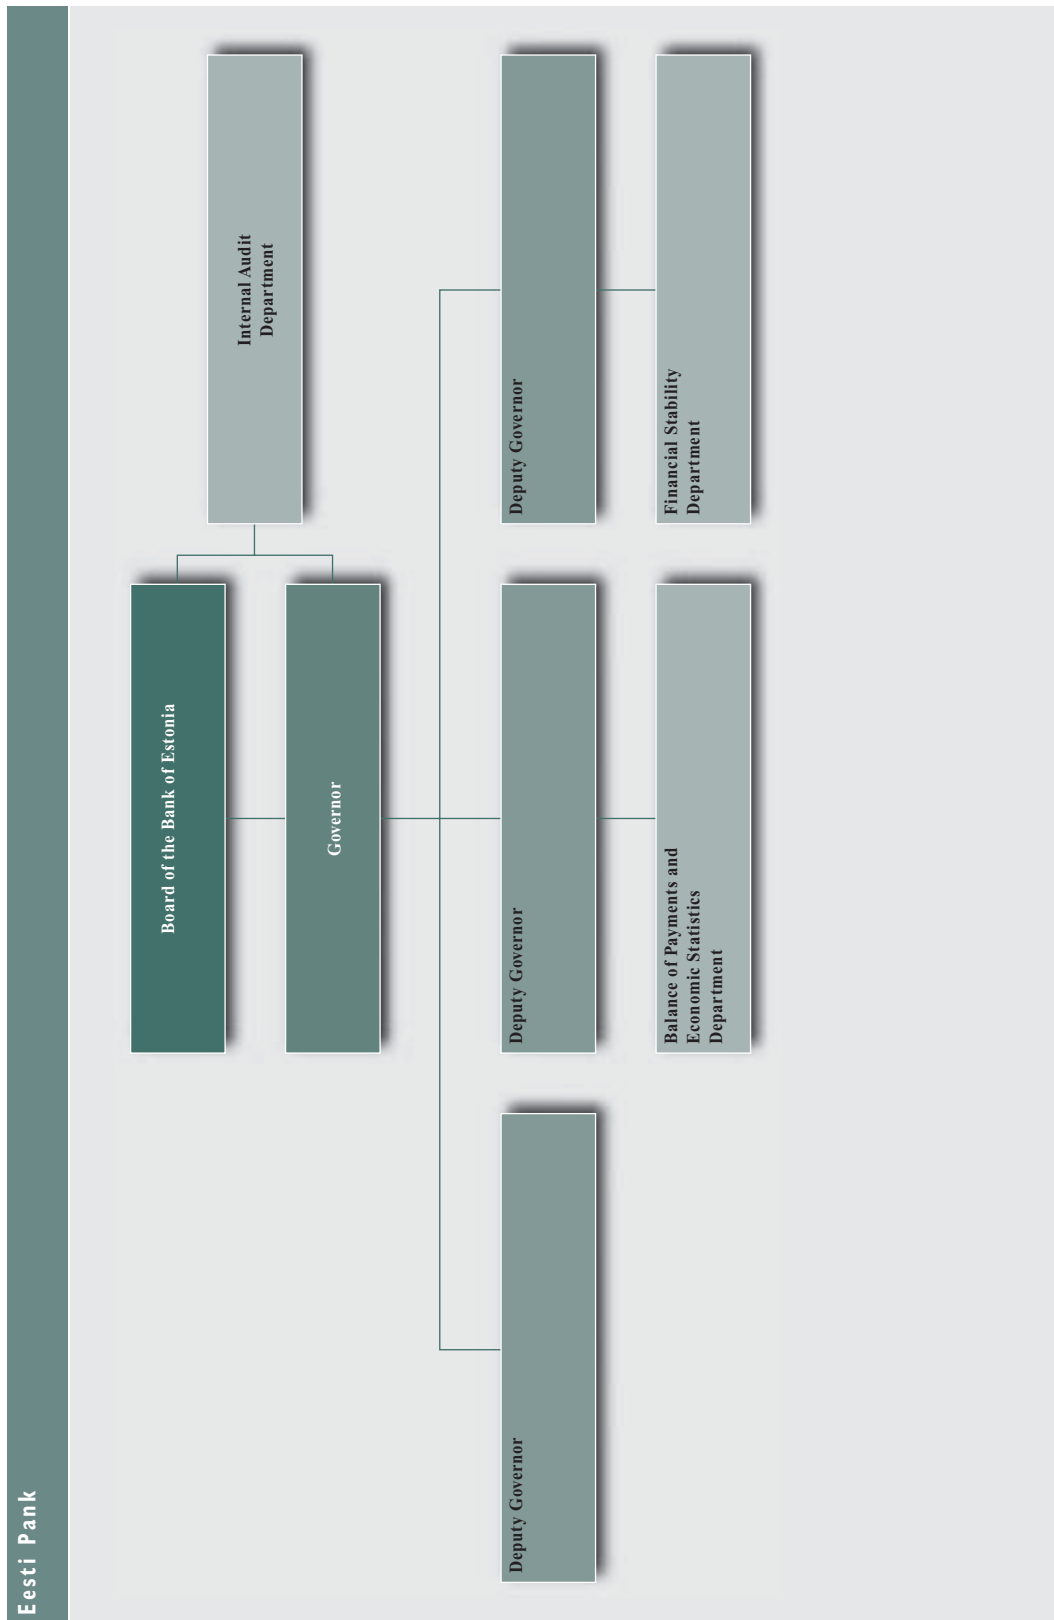 Eesti Pank
Board of the Bank of Estonia
Internal Audit
Department
Governor
Deputy Governor
Deputy Governor
Deputy Governor
Balance of Payments and
Economic Statistics
Department
Financial Stability
Department